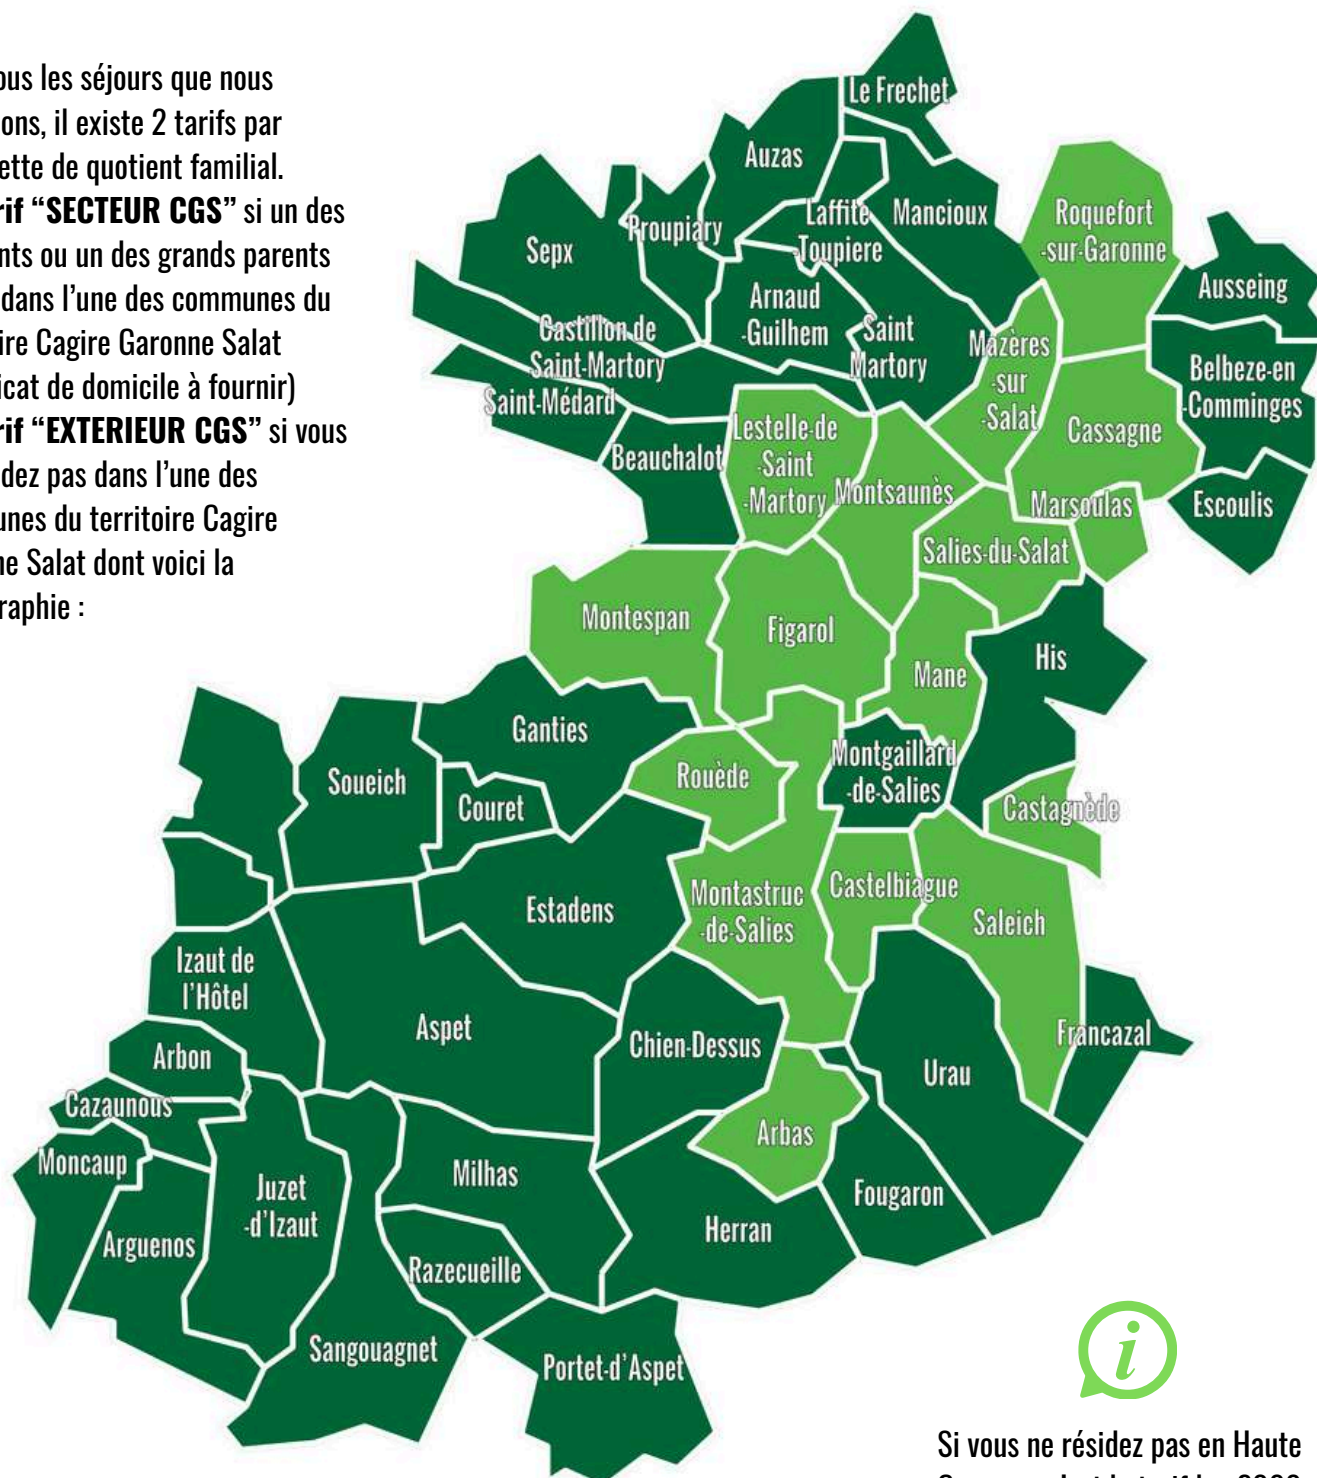 ous les séjours que nous
ons, il existe 2 tarifs par
ette de quotient familial.
rif “SECTEUR CGS” si un des
nts ou un des grands parents
dans l’une des communes du
ire Cagire Garonne Salat
icat de domicile à fournir)
rif “EXTERIEUR CGS” si vous
dez pas dans l’une des
unes du territoire Cagire
ne Salat dont voici la
raphie :
Le Frechet
Auzas
Proupiary
Sepx
Laffite
-Toupiere
Mancioux
Roquefort
-sur-Garonne
Ausseing
Arnaud
-Guilhem
Saint
Martory
Castillon de
Saint-Martory
Saint-Médard
Mazères
-sur
-Salat
Belbeze-en
-Comminges
Beauchalot
Lestelle-de
-Saint
-Martory
Montsaunès
Cassagne
Marsoulas
Escoulis
Salies-du-Salat
Montespan
Figarol
Mane
His
Ganties
Soueich
Couret
Rouède
Montgaillard
-de-Salies
Castagnède
Estadens
Montastruc
-de-Salies
Castelbiague
Saleich
Izaut de
l’Hôtel
Aspet
Chien-Dessus
Urau
Francazal
Arbon
Cazaunous
Moncaup
Arguenos
Juzet
-d’Izaut
Milhas
Arbas
Fougaron
Herran
Razecueille
Sangouagnet
Portet-d’Aspet
i
Si vous ne résidez pas en Haute